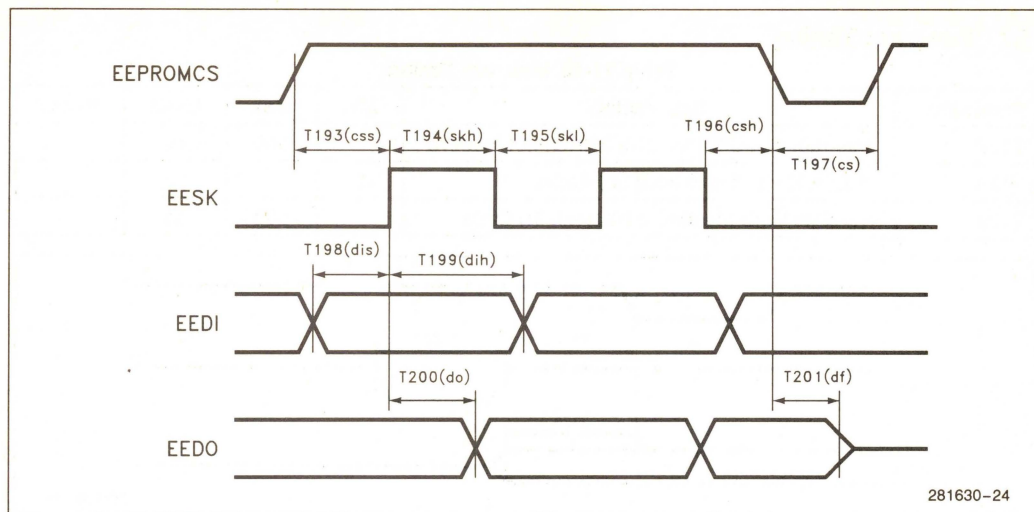 EEPROMCS
T193(css) T194(skh) T195(skl) T196(csh)
T197(cs)
EESK
T198(dis) T199(dih)
EEDI
T200(do) T201(df)
EEDO
281630-24